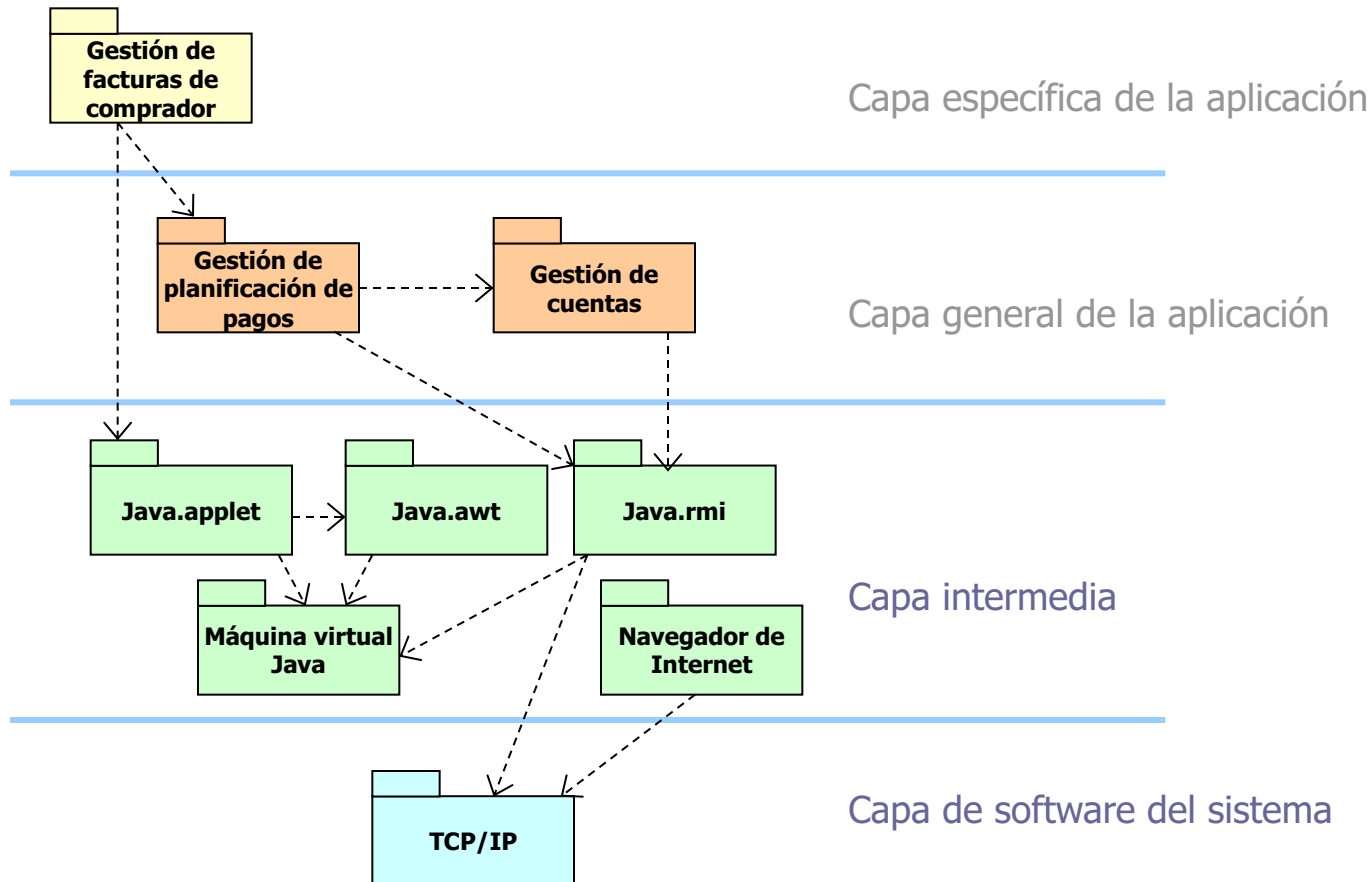 Gestión de
facturas de
comprador
Capa específica de la aplicación
Gestión de
planificación de
pagos
Gestión de
cuentas
Capa general de la aplicación
Java.applet
Java.awt
Java.rmi
Máquina virtual
Java
Navegador de
Internet
Capa intermedia
TCP/IP
Capa de software del sistema